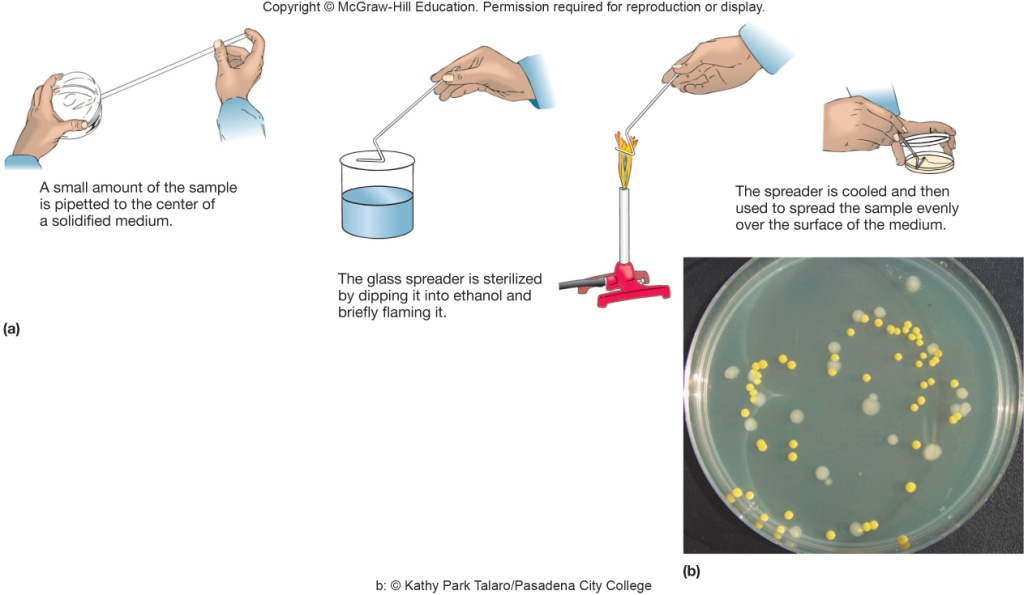 Copyright © McGraw-Hill Education. Permission required for reproduction or display.
A small amount of the sample
is pipetted to the center of
a solidified medium.
The glass spreader is sterilized
by dipping it into ethanol and
briefly flaming it.
The spreader is cooled and then
used to spread the sample evenly
over the surface of the medium.
(a)
(b)
b: © Kathy Park Talaro/Pasadena City College